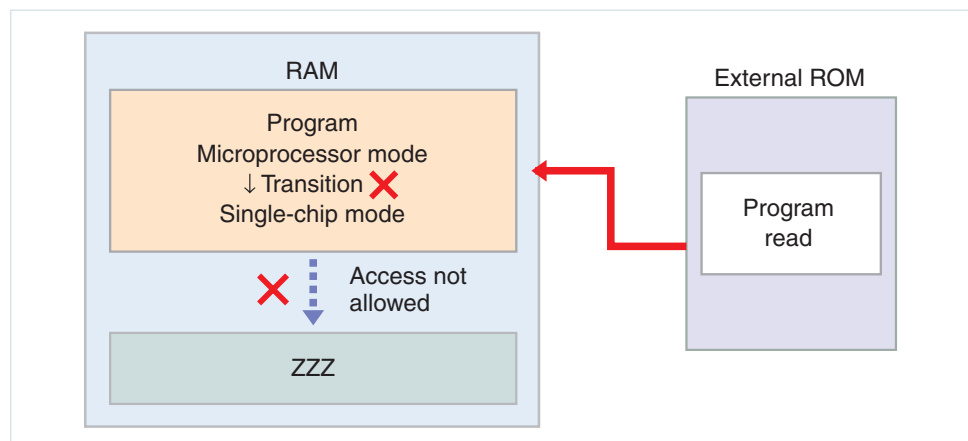 RAM
Program
Microprocessor mode
↓ Transition
Single-chip mode
Access not
allowed
ZZZ
External ROM
Program
read